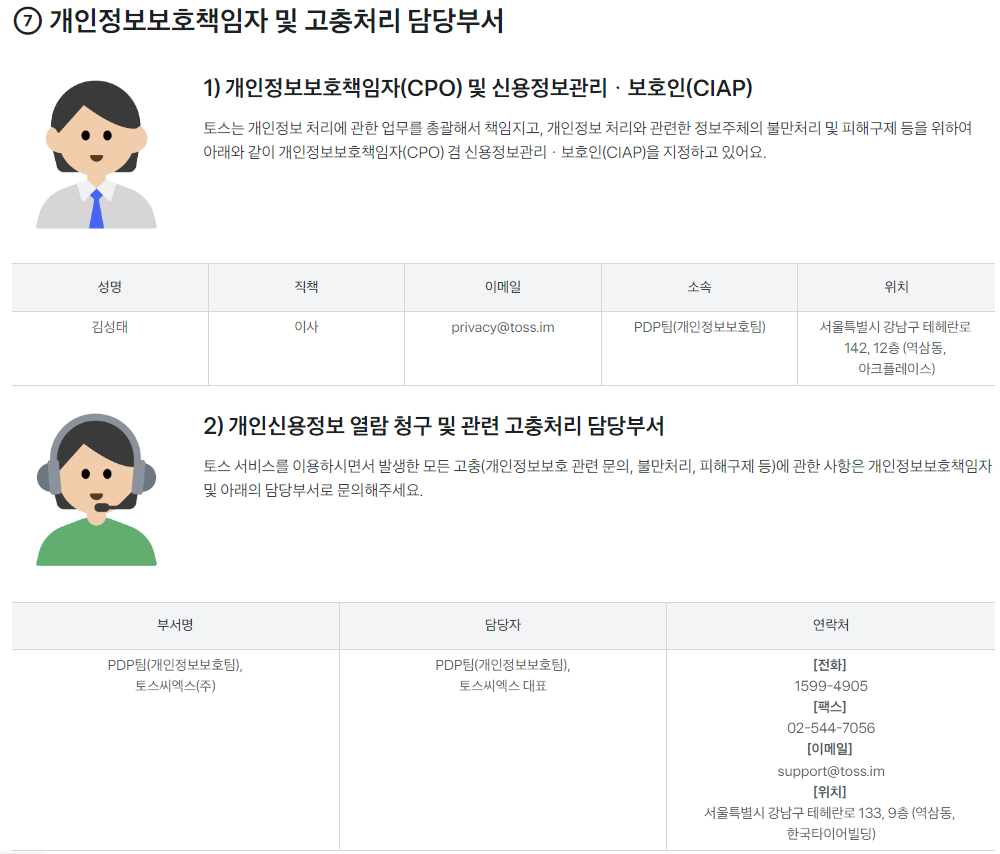 ⑦ 개인정보보호책임자 및 고충처리 담당부서
1) 개인정보보호책임자(CPO) 및 신용정보관리 · 보호인(CIAP)
토스는 개인정보 처리에 관한 업무를 총괄해서 책임지고, 개인정보 처리와 관련한 정보주체의 불만처리 및 피해구제 등을 위하여
아래와 같이 개인정보보호책임자(CPO) 겸 신용정보관리 · 보호인(CIAP)을 지정하고 있어요.
성명 직책 이메일 소속 위치
김성태 이사 privacy@toss.im PDP팀(개인정보보호팀) 서울특별시 강남구 테헤란로
142, 12층 (역삼동,
아크플레이스)
2) 개인신용정보 열람 청구 및 관련 고충처리 담당부서
토스 서비스를 이용하시면서 발생한 모든 고충(개인정보보호 관련 문의, 불만처리, 피해구제 등)에 관한 사항은 개인정보보호책임자
및 아래의 담당부서로 문의해주세요.
부서명 담당자 연락처
PDP팀(개인정보보호팀), PDP팀(개인정보보호팀), [전화]
토스씨엑스(주) 토스씨엑스 대표 1599-4905
[팩스]
02-544-7056
[이메일]
support@toss.im
[위치]
서울특별시 강남구 테헤란로 133, 9층 (역삼동,
한국타이어빌딩)